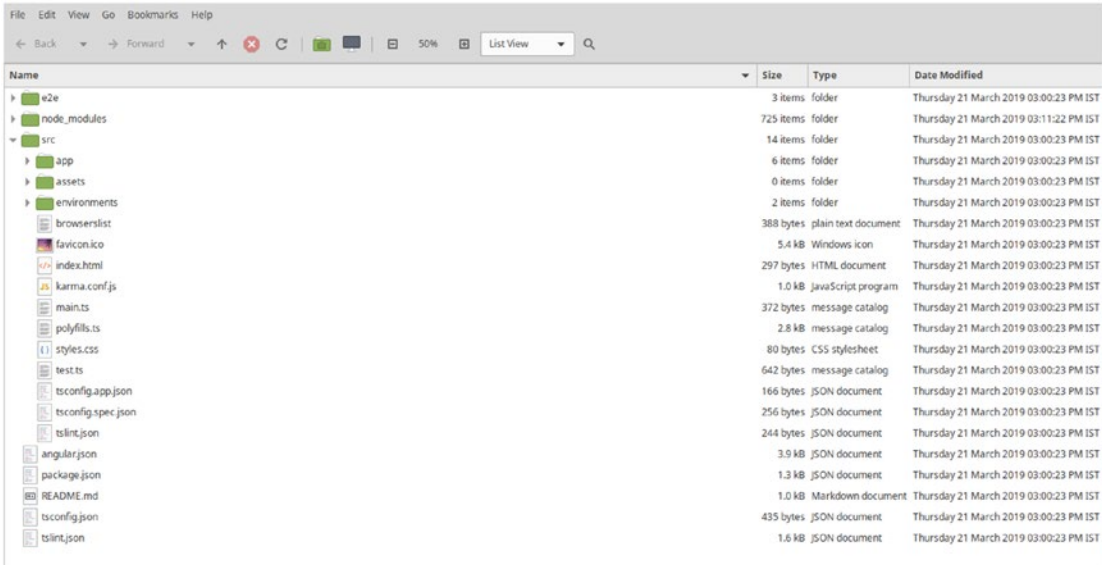 File Edit View Go Bookmarks Help
Back Forward 50% List View
Name Size Type Date Modified
e2e 3 items folder Thursday 21 March 2019 03:00:23 PM IST
node_modules 725 items folder Thursday 21 March 2019 03:11:22 PM IST
src 14 items folder Thursday 21 March 2019 03:00:23 PM IST
app 6 items folder Thursday 21 March 2019 03:00:23 PM IST
assets 0 items folder Thursday 21 March 2019 03:00:23 PM IST
environments 2 items folder Thursday 21 March 2019 03:00:23 PM IST
browserslist 388 bytes plain text document Thursday 21 March 2019 03:00:23 PM IST
favicon.ico 5.4 kB Windows icon Thursday 21 March 2019 03:00:23 PM IST
index.html 297 bytes HTML document Thursday 21 March 2019 03:00:23 PM IST
JS karma.conf.js 1.0 kB JavaScript program Thursday 21 March 2019 03:00:23 PM IST
main.ts 372 bytes message catalog Thursday 21 March 2019 03:00:23 PM IST
polyfills.ts 2.8 kB message catalog Thursday 21 March 2019 03:00:23 PM IST
styles.css 80 bytes CSS stylesheet Thursday 21 March 2019 03:00:23 PM IST
test.ts 642 bytes message catalog Thursday 21 March 2019 03:00:23 PM IST
tsconfig.app.json 166 bytes JSON document Thursday 21 March 2019 03:00:23 PM IST
tsconfig.spec.json 256 bytes JSON document Thursday 21 March 2019 03:00:23 PM IST
tslint.json 244 bytes JSON document Thursday 21 March 2019 03:00:23 PM IST
angular.json 3.9 kB JSON document Thursday 21 March 2019 03:00:23 PM IST
package.json 1.3 kB JSON document Thursday 21 March 2019 03:00:23 PM IST
README.md 1.0 kB Markdown document Thursday 21 March 2019 03:00:23 PM IST
tsconfig.json 435 bytes JSON document Thursday 21 March 2019 03:00:23 PM IST
tslint.json 1.6 kB JSON document Thursday 21 March 2019 03:00:23 PM IST